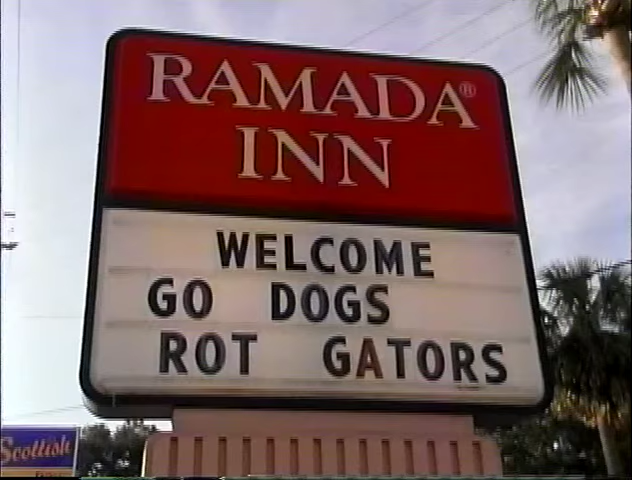 RAMADA®
INN
WELCOME
GO DOGS
ROT GATORS
Scottish